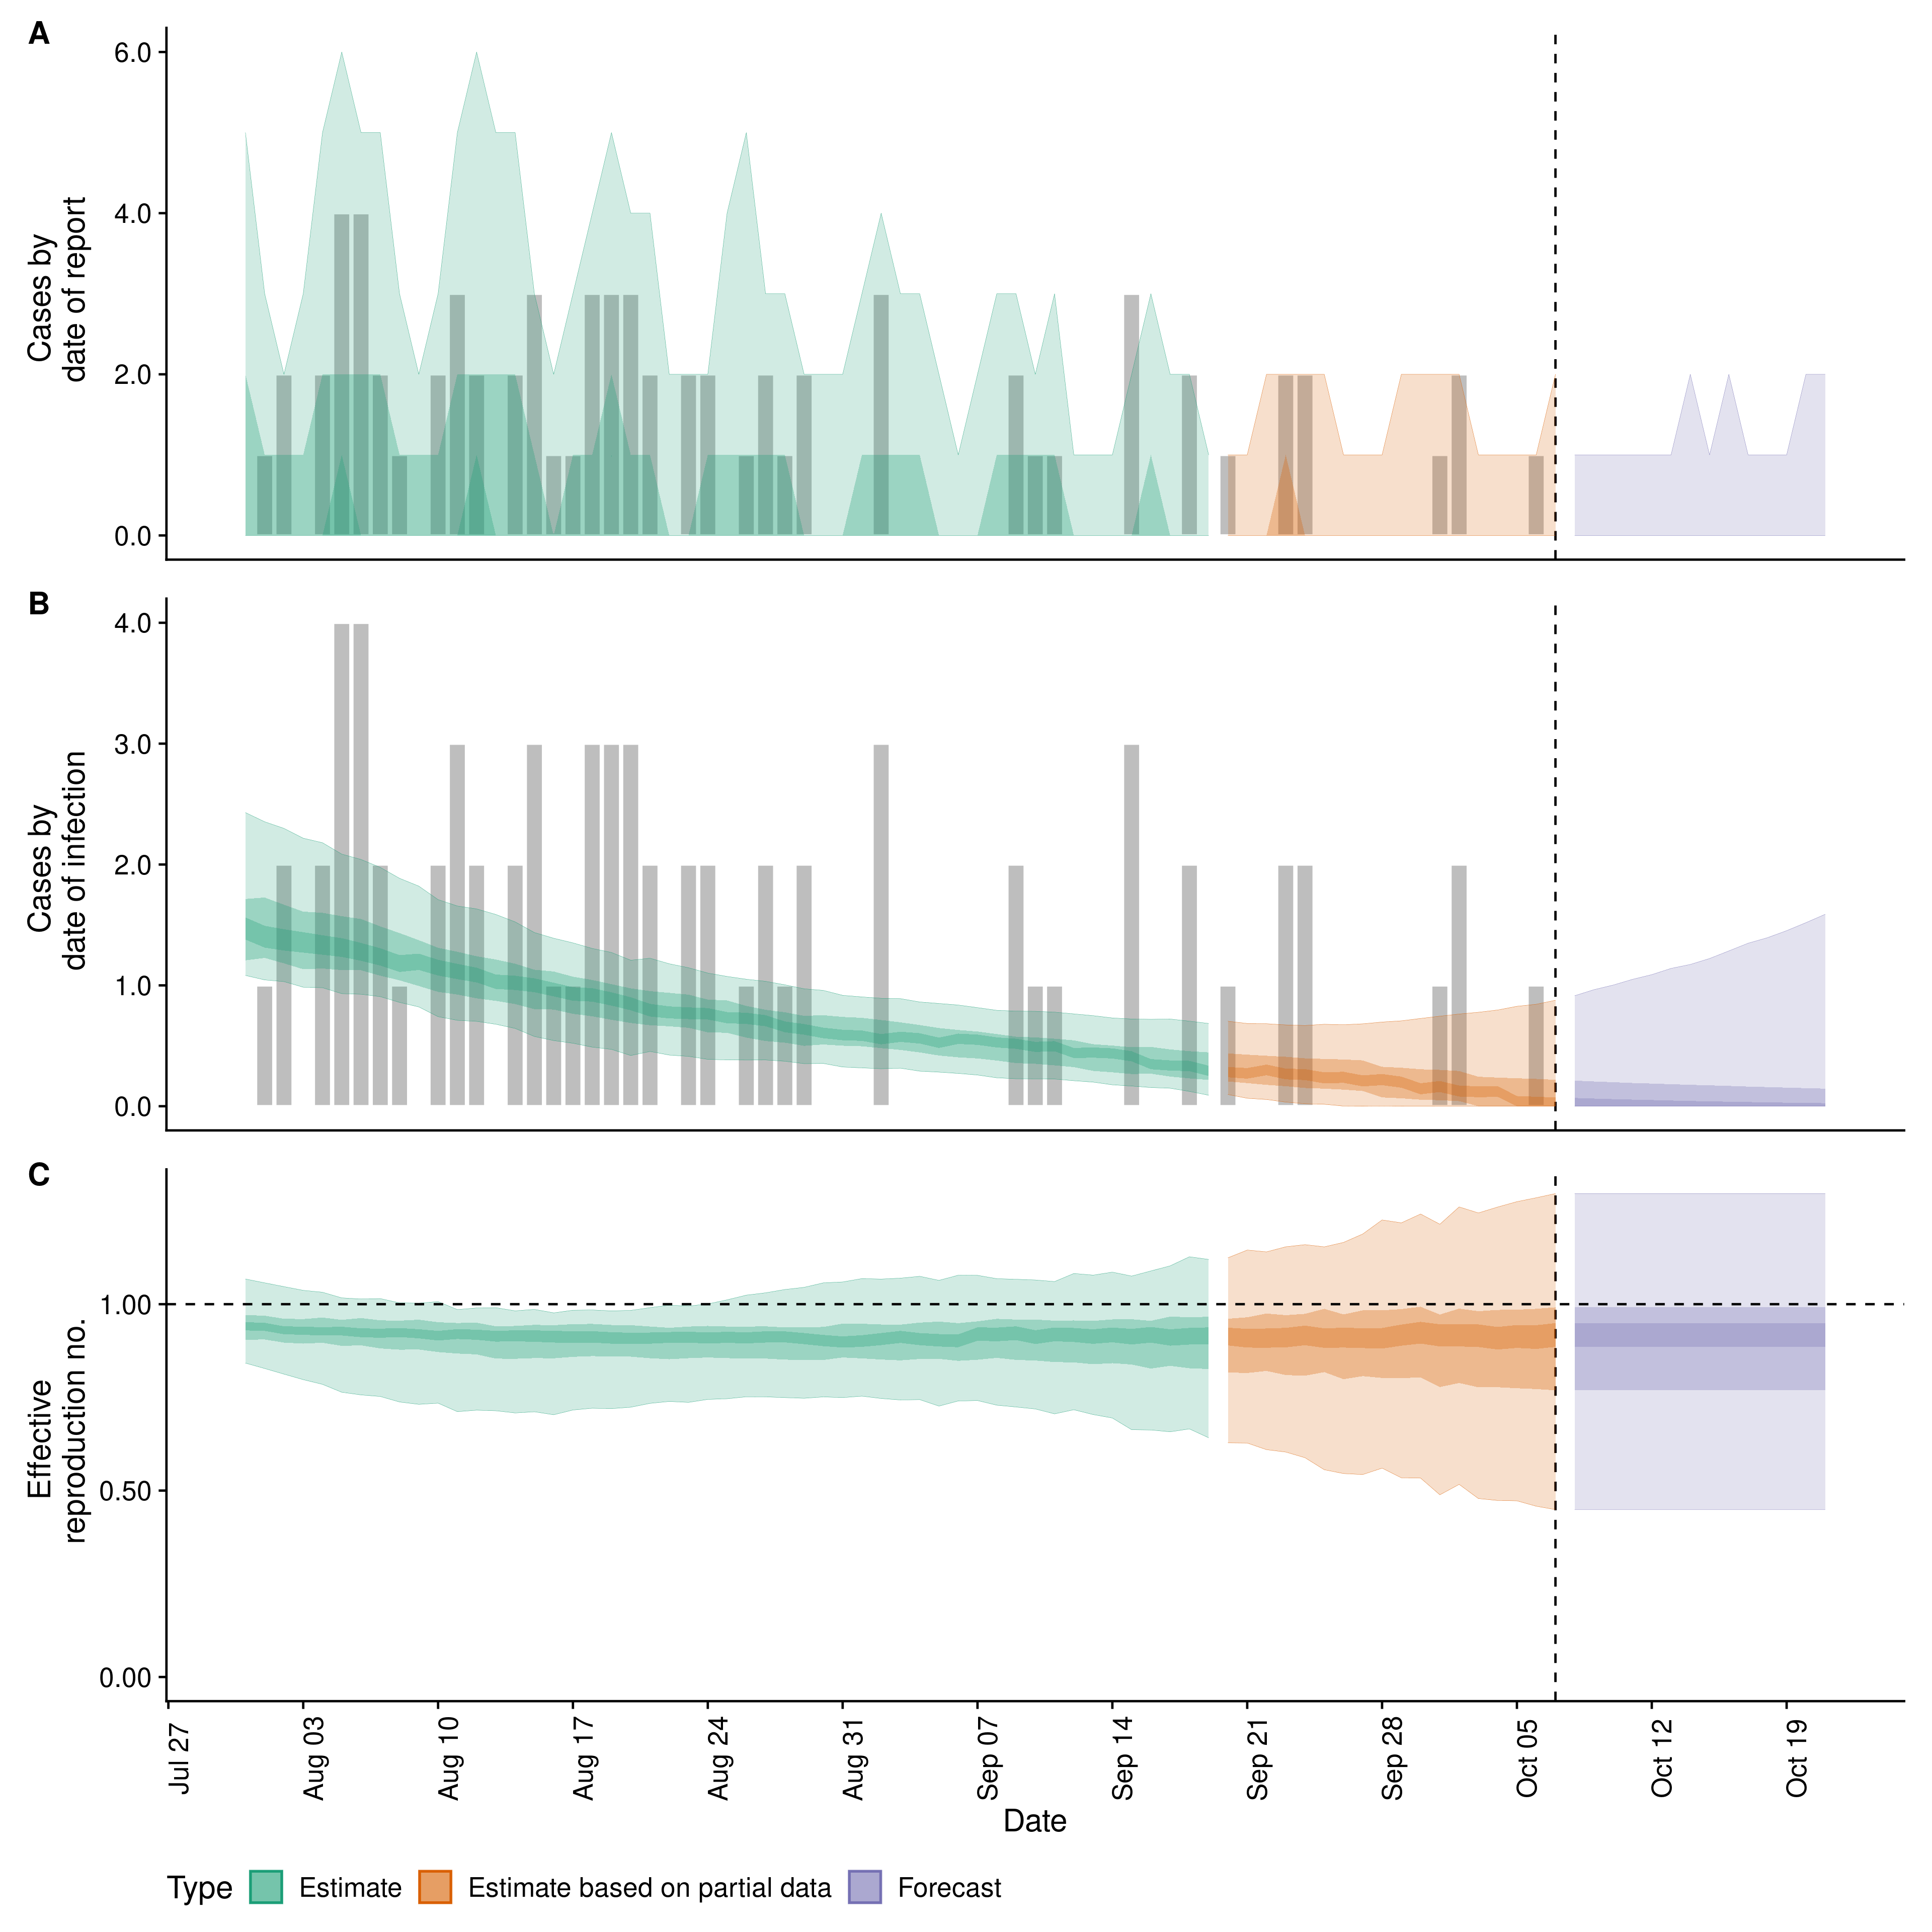 A
6.0
4.0
2.0
0.0
Cases by
date of report
B
4.0
3.0
2.0
1.0
0.0
Cases by
date of infection
C
1.00
0.50
0.00
Effective
reproduction no.
Jul 27
Aug 03
Aug 10
Aug 17
Aug 24
Aug 31
Sep 07
Sep 14
Sep 21
Sep 28
Oct 05
Oct 12
Oct 19
Date
Type Estimate Estimate based on partial data Forecast